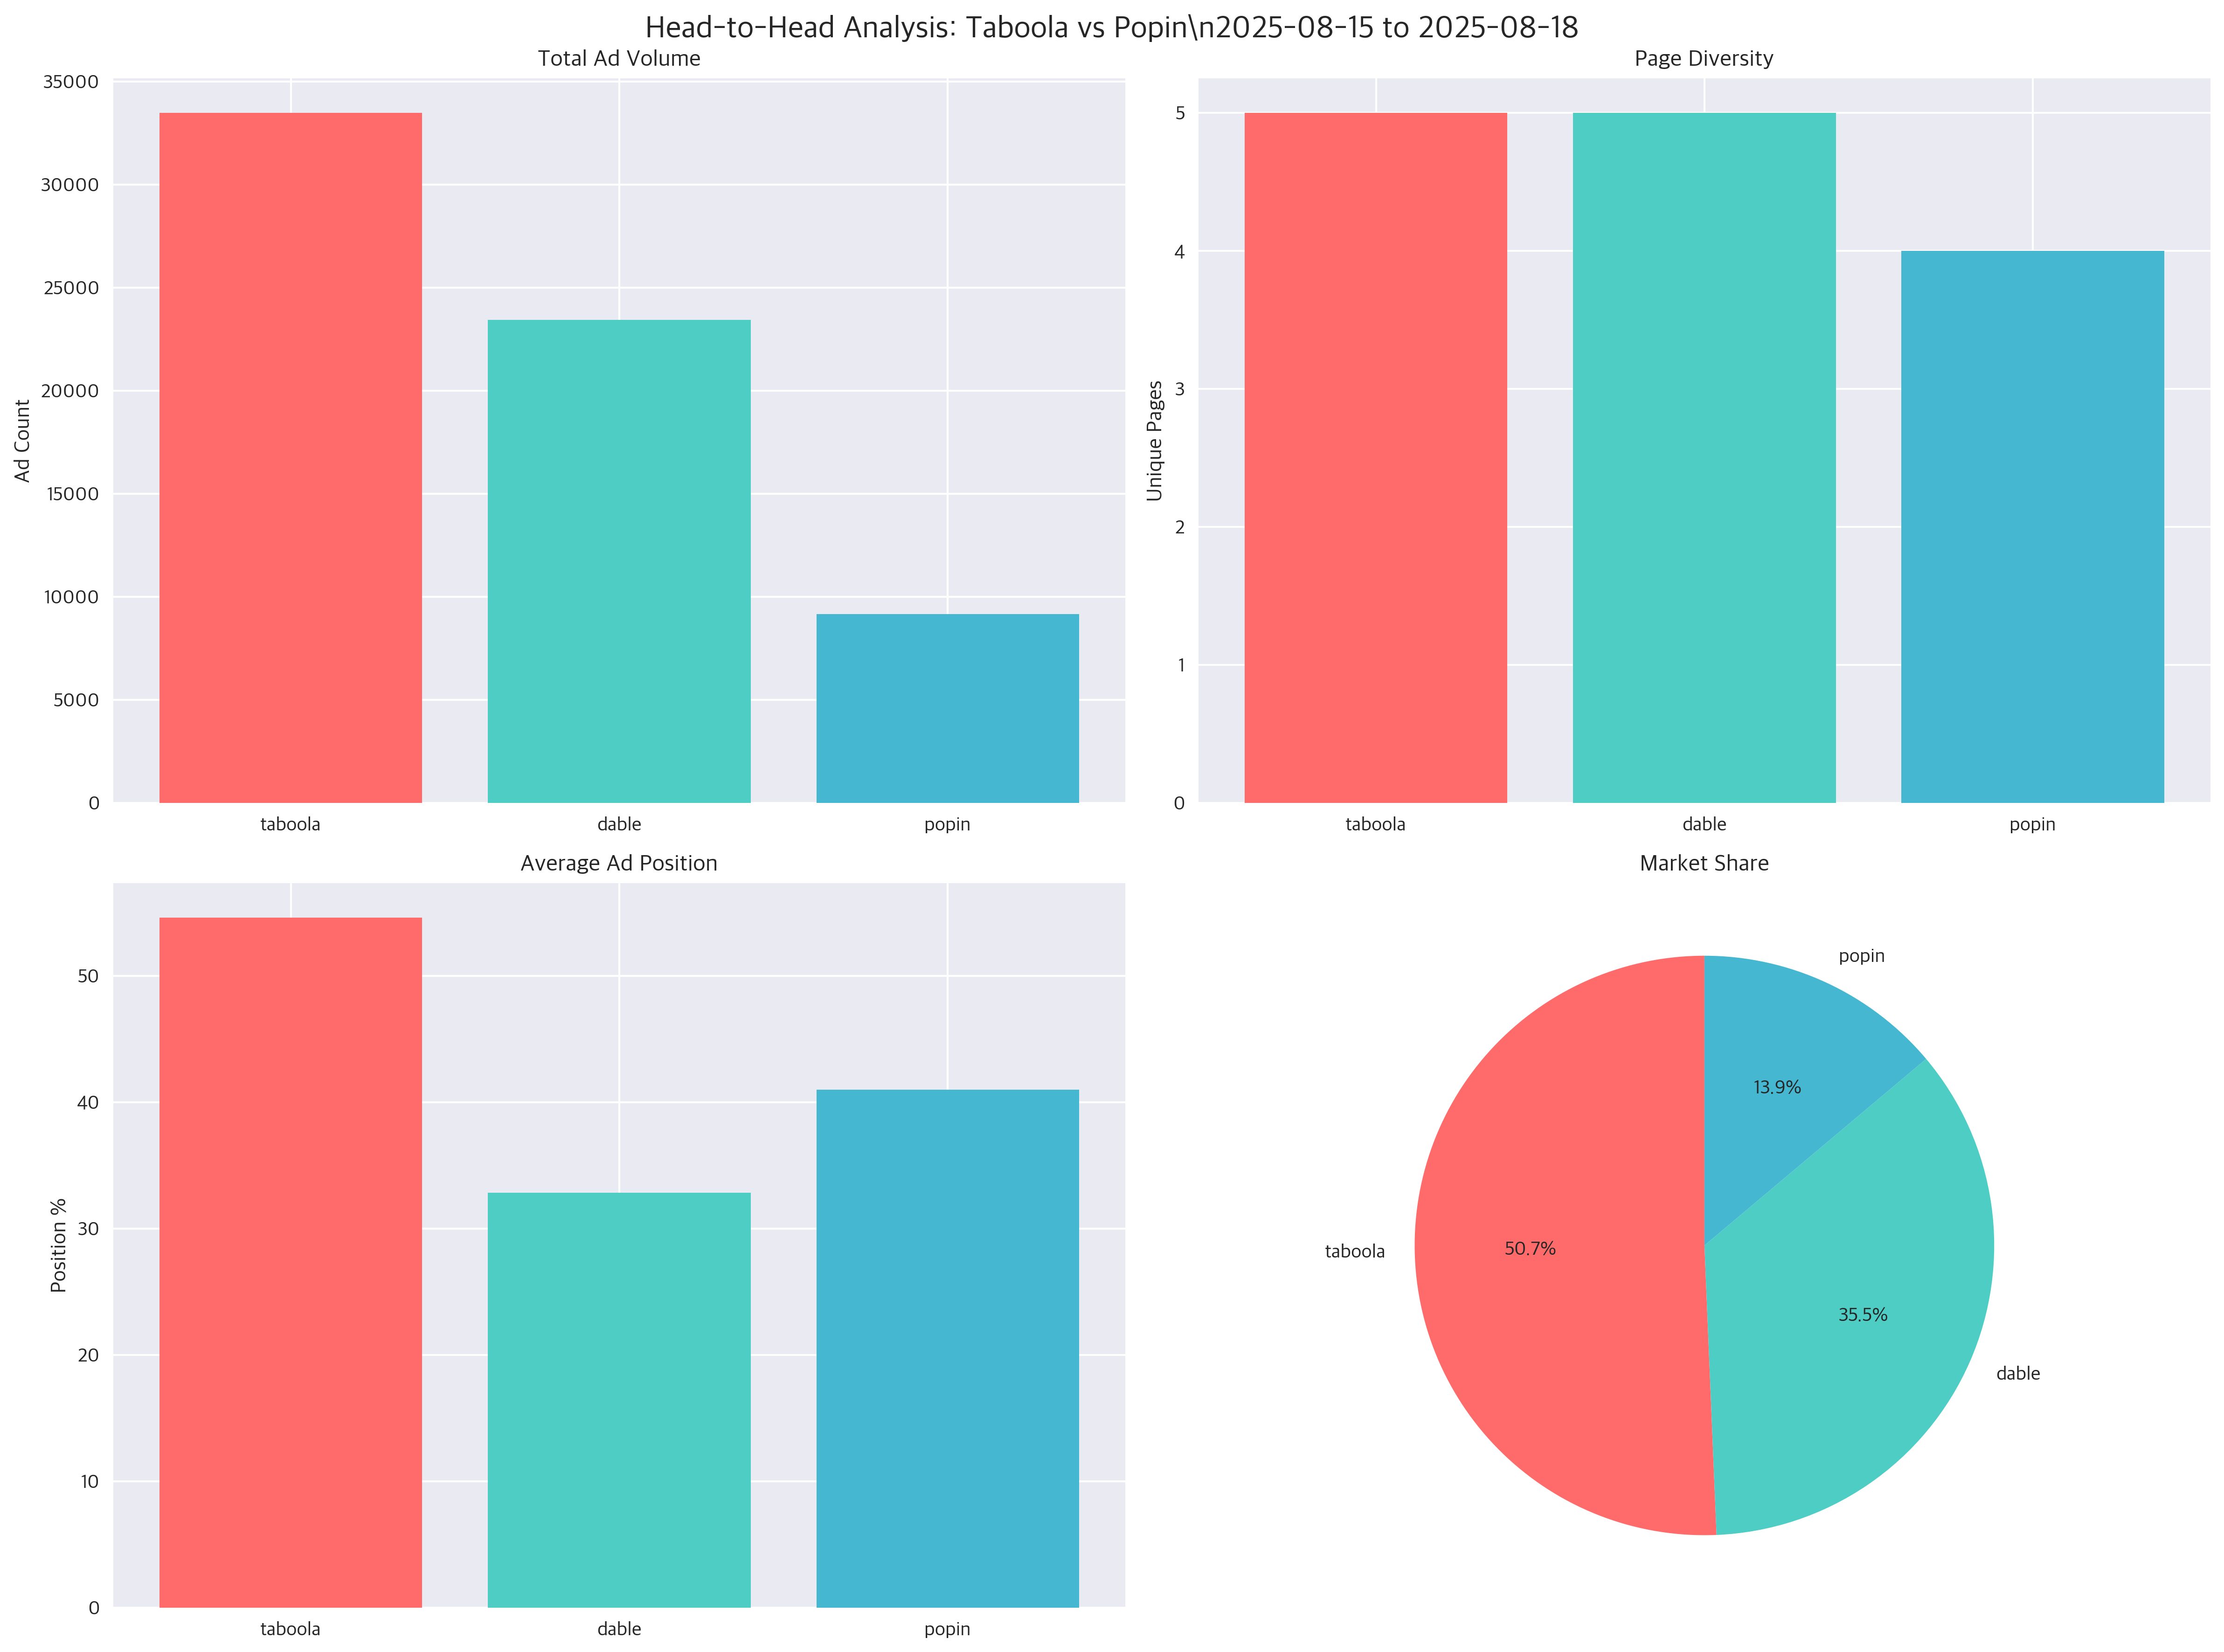 Head-to-Head Analysis: Taboola vs Popin\n2025-08-15 to 2025-08-18
Total Ad Volume
Ad Count
35000
30000
25000
20000
15000
10000
5000
0
taboola dable popin
Page Diversity
Unique Pages
5
4
3
2
1
0
taboola dable popin
Average Ad Position
Position %
50
40
30
20
10
0
taboola dable popin
Market Share
popin
13.9%
taboola
50.7%
35.5%
dable